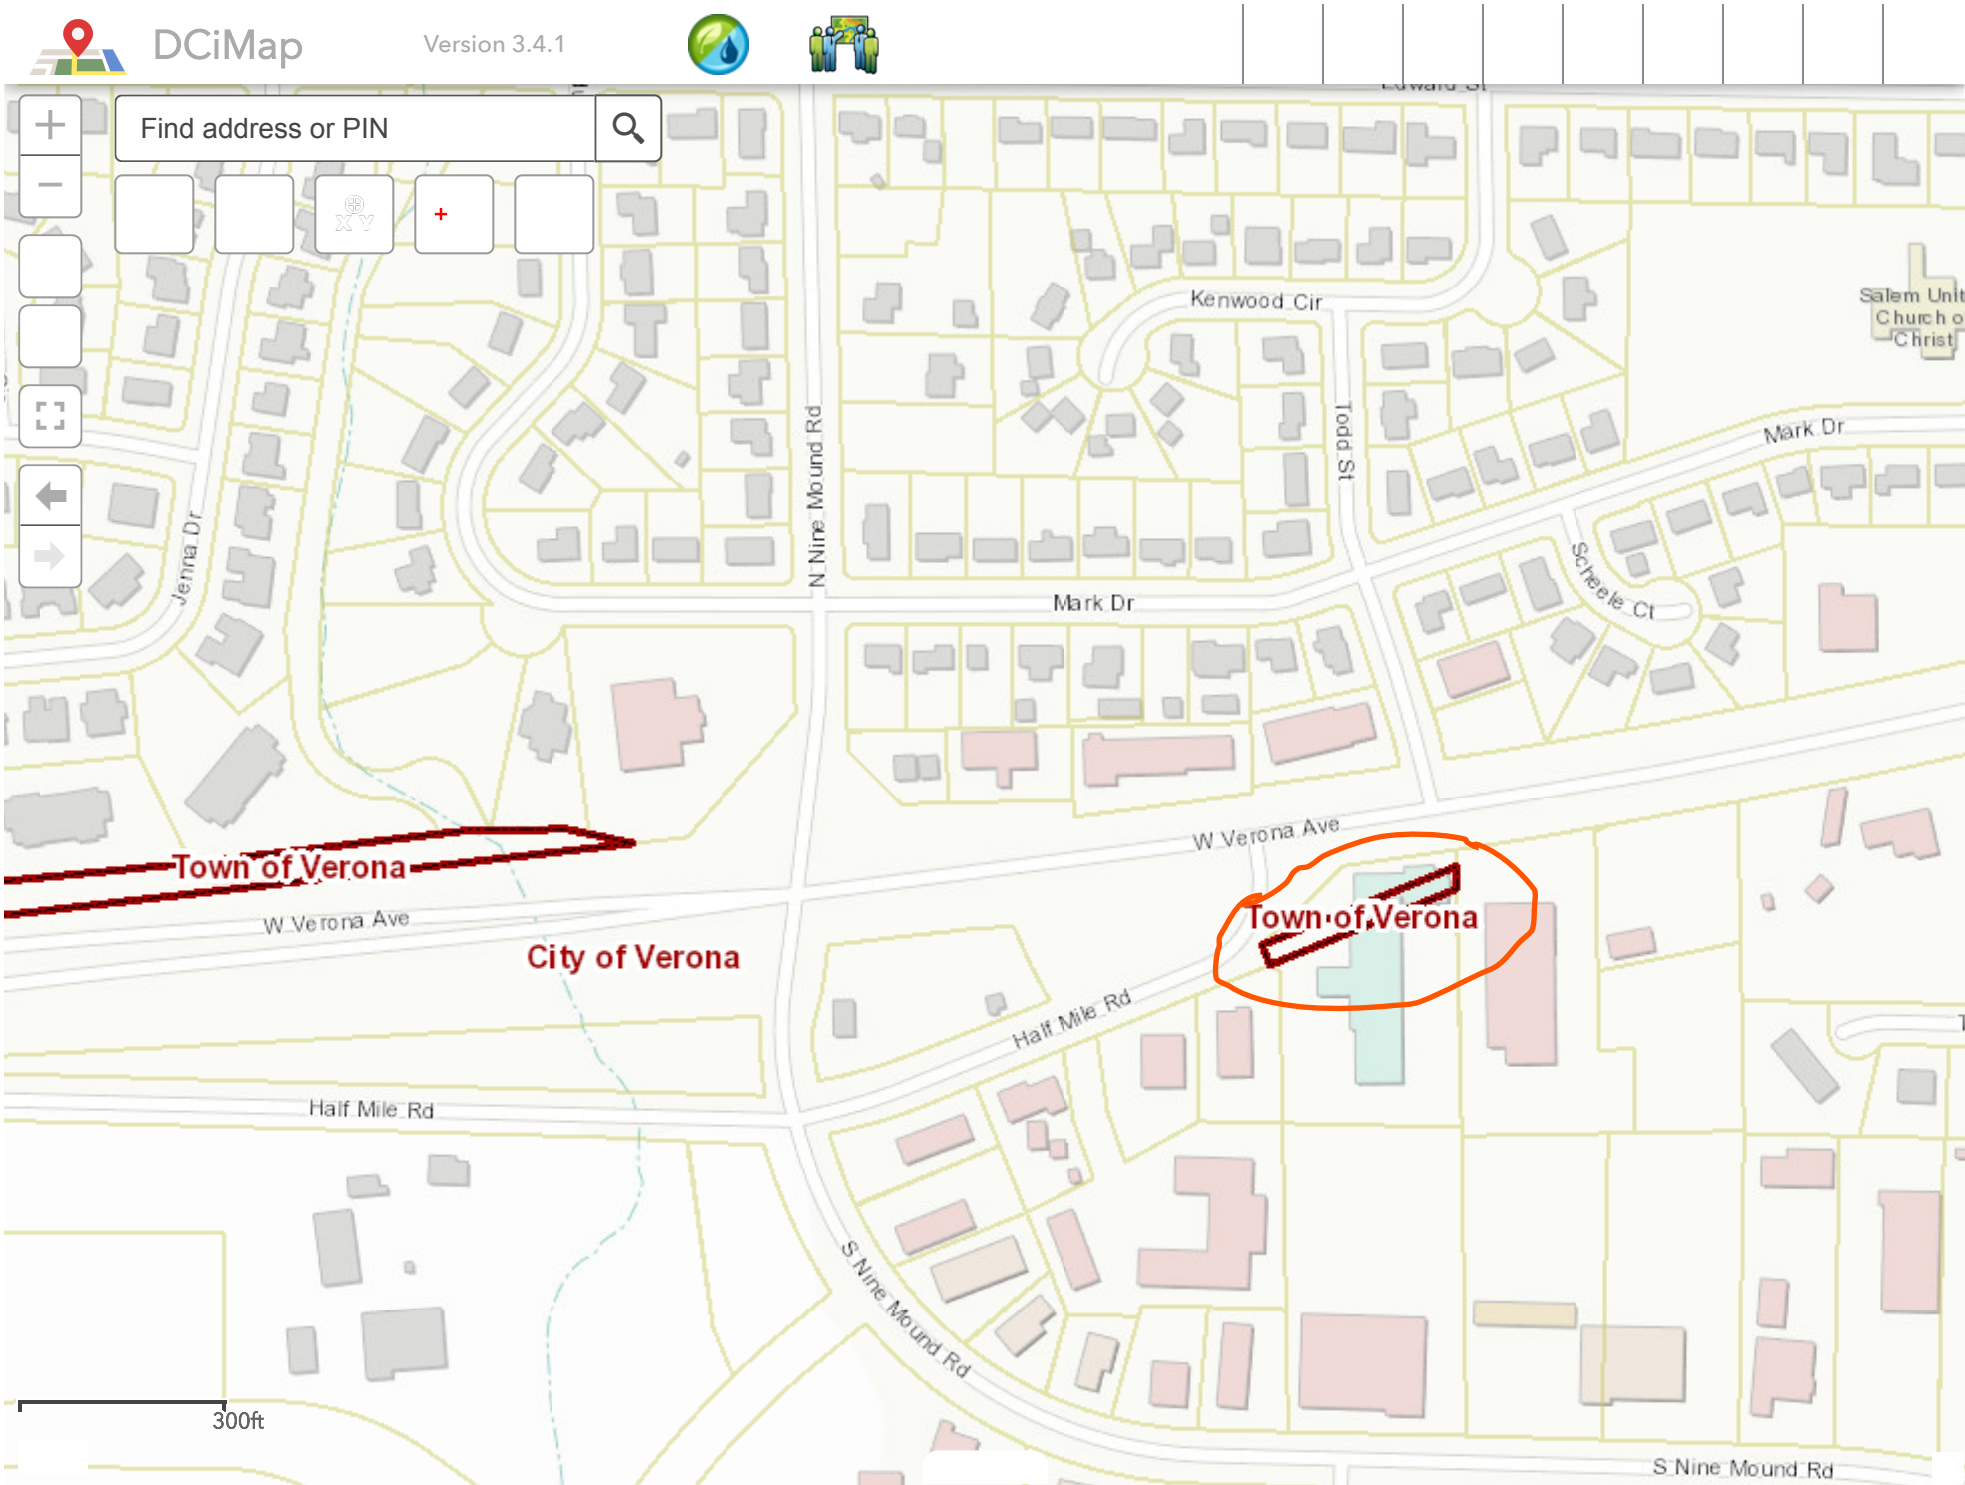 DCiMap
Version 3.4.1
Find address or PIN
X Y
Kenwood Cir
Salem Unit
Church o
Christ
Todd St
Mark Dr
N Nine Mound Rd
Jenna Dr
Scheele Ct
Mark Dr
W Verona Ave
Town of Verona
W Verona Ave
Town of Verona
City of Verona
Half Mile Rd
Half Mile Rd
S Nine Mound Rd
300ft
S Nine Mound Rd